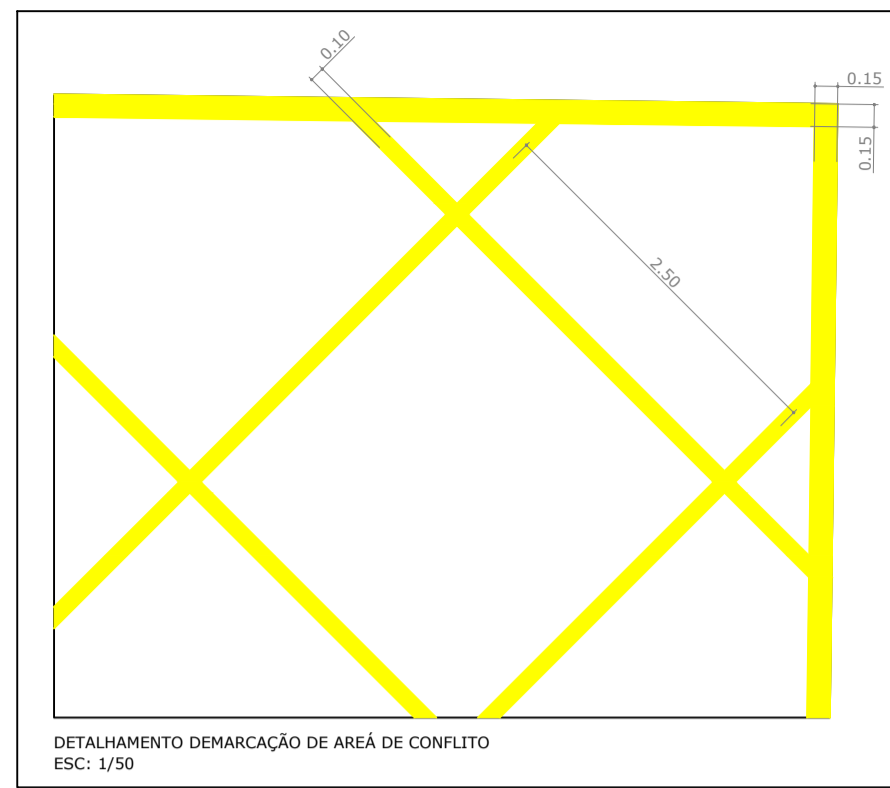 0.10
0.15
0.15
2.50
DETALHAMENTO DEMARCAÇÃO DE AREÁ DE CONFLITO
ESC: 1/50